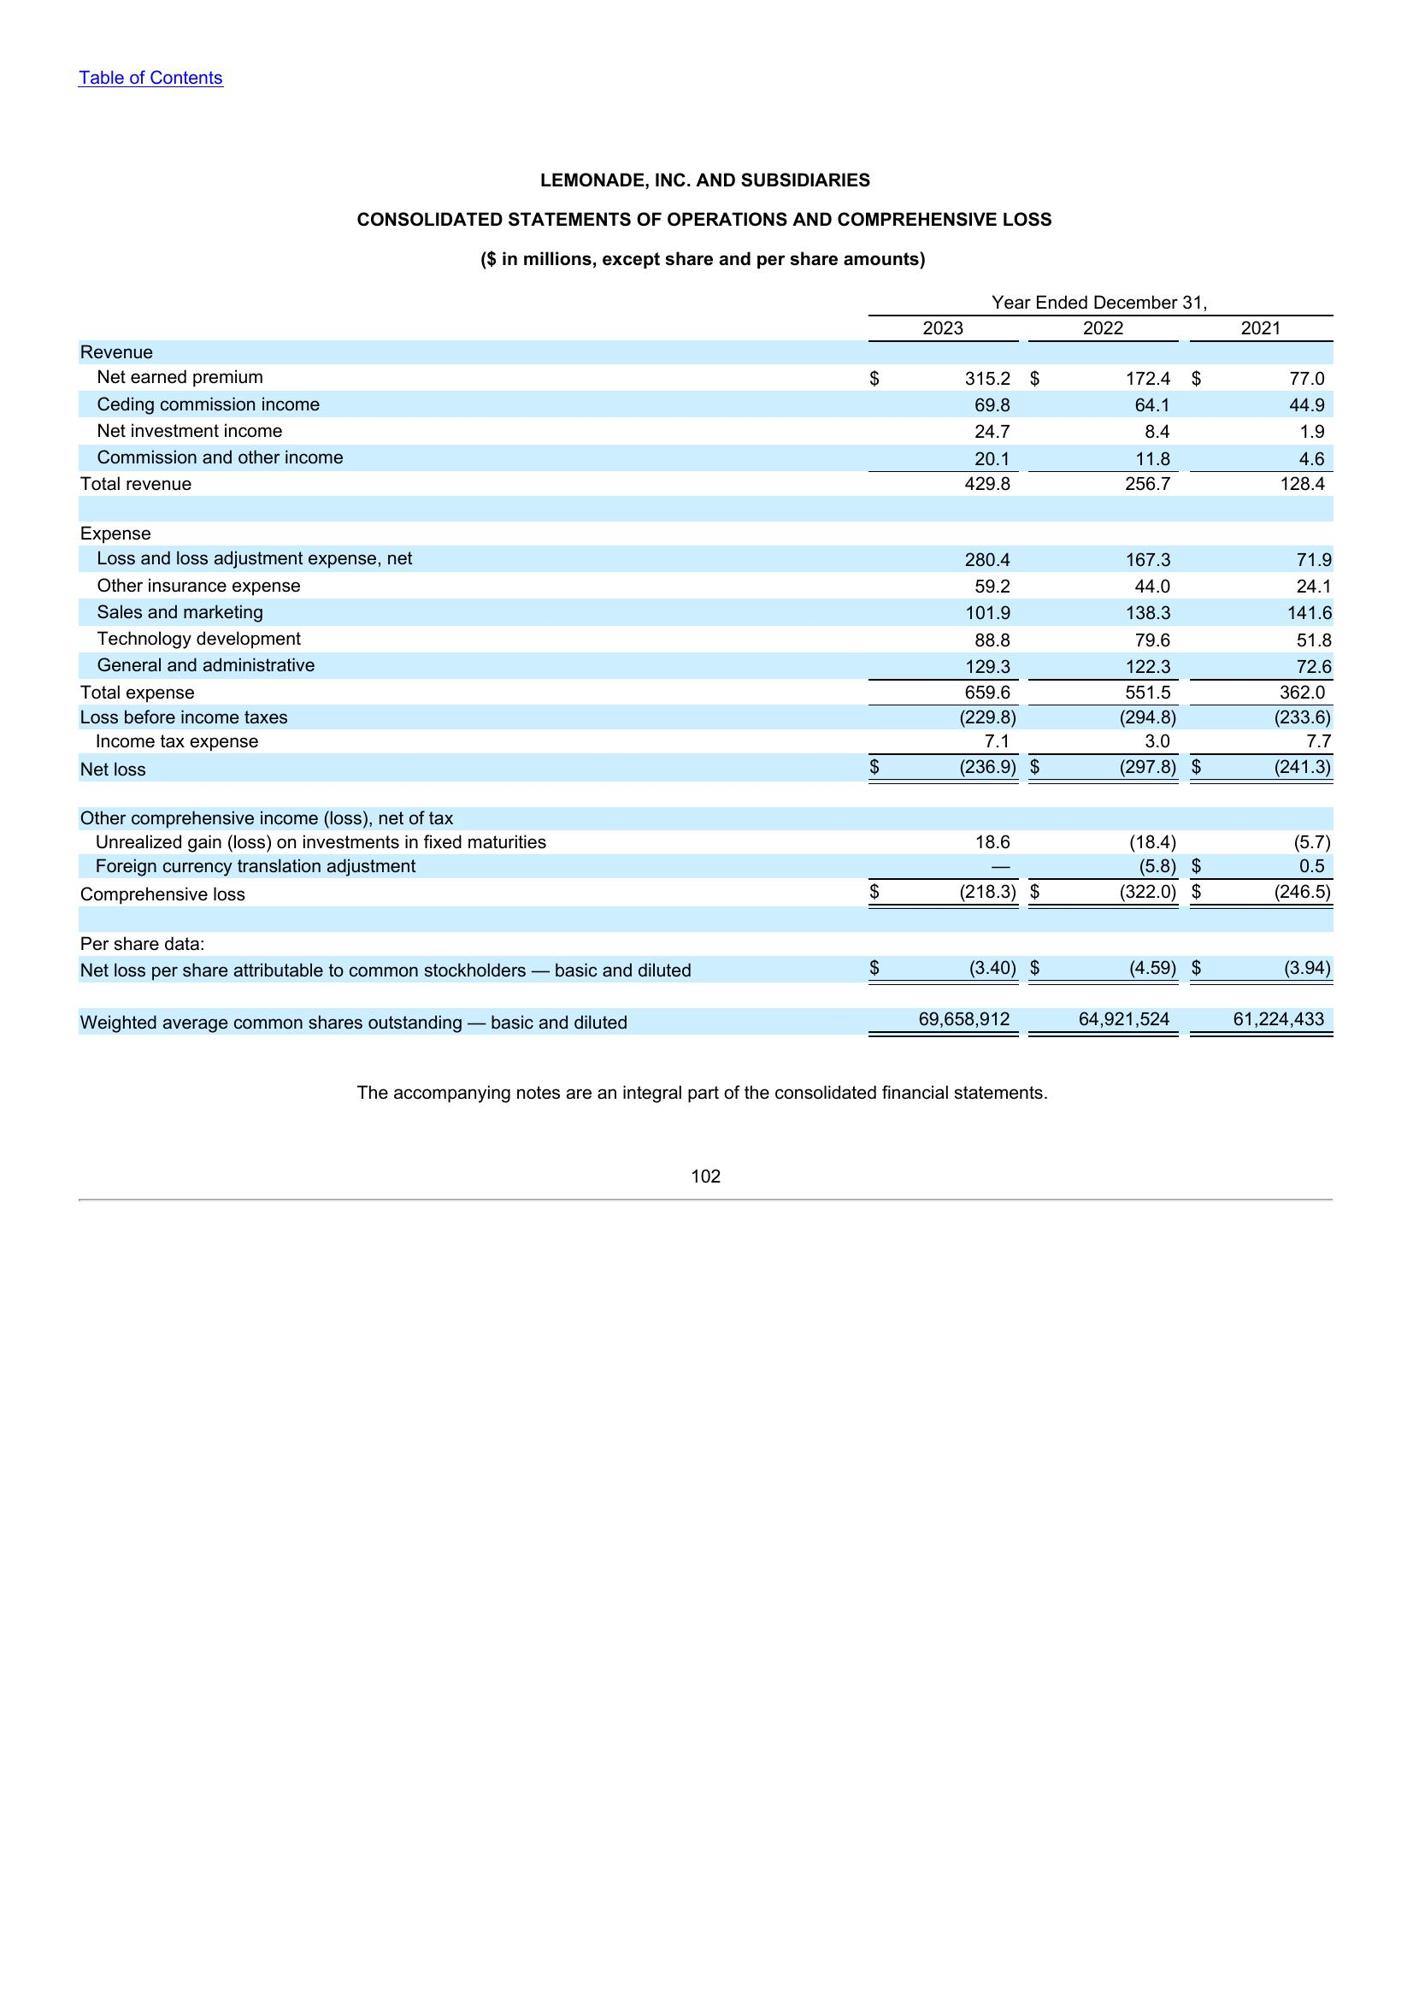 Table of Contents
LEMONADE, INC. AND SUBSIDIARIES
CONSOLIDATED STATEMENTS OF OPERATIONS AND COMPREHENSIVE LOSS
($ in millions, except share and per share amounts)
Year Ended December 31,
2023 2022 2021
Revenue
Net earned premium $ 315.2 $ 172.4 $ 77.0
Ceding commission income 69.8 64.1 44.9
Net investment income 24.7 8.4 1.9
Commission and other income 20.1 11.8 4.6
Total revenue 429.8 256.7 128.4
Expense
Loss and loss adjustment expense, net 280.4 167.3 71.9
Other insurance expense 59.2 44.0 24.1
Sales and marketing 101.9 138.3 141.6
Technology development 88.8 79.6 51.8
General and administrative 129.3 122.3 72.6
Total expense 659.6 551.5 362.0
Loss before income taxes (229.8) (294.8) (233.6)
Income tax expense 7.1 3.0 7.7
Net loss $ (236.9) $ (297.8) $ (241.3)
Other comprehensive income (loss), net of tax
Unrealized gain (loss) on investments in fixed maturities 18.6 (18.4) (5.7)
Foreign currency translation adjustment — (5.8) $ 0.5
Comprehensive loss $ (218.3) $ (322.0) $ (246.5)
Per share data:
Net loss per share attributable to common stockholders — basic and diluted $ (3.40) $ (4.59) $ (3.94)
Weighted average common shares outstanding — basic and diluted 69,658,912 64,921,524 61,224,433
The accompanying notes are an integral part of the consolidated financial statements.
102